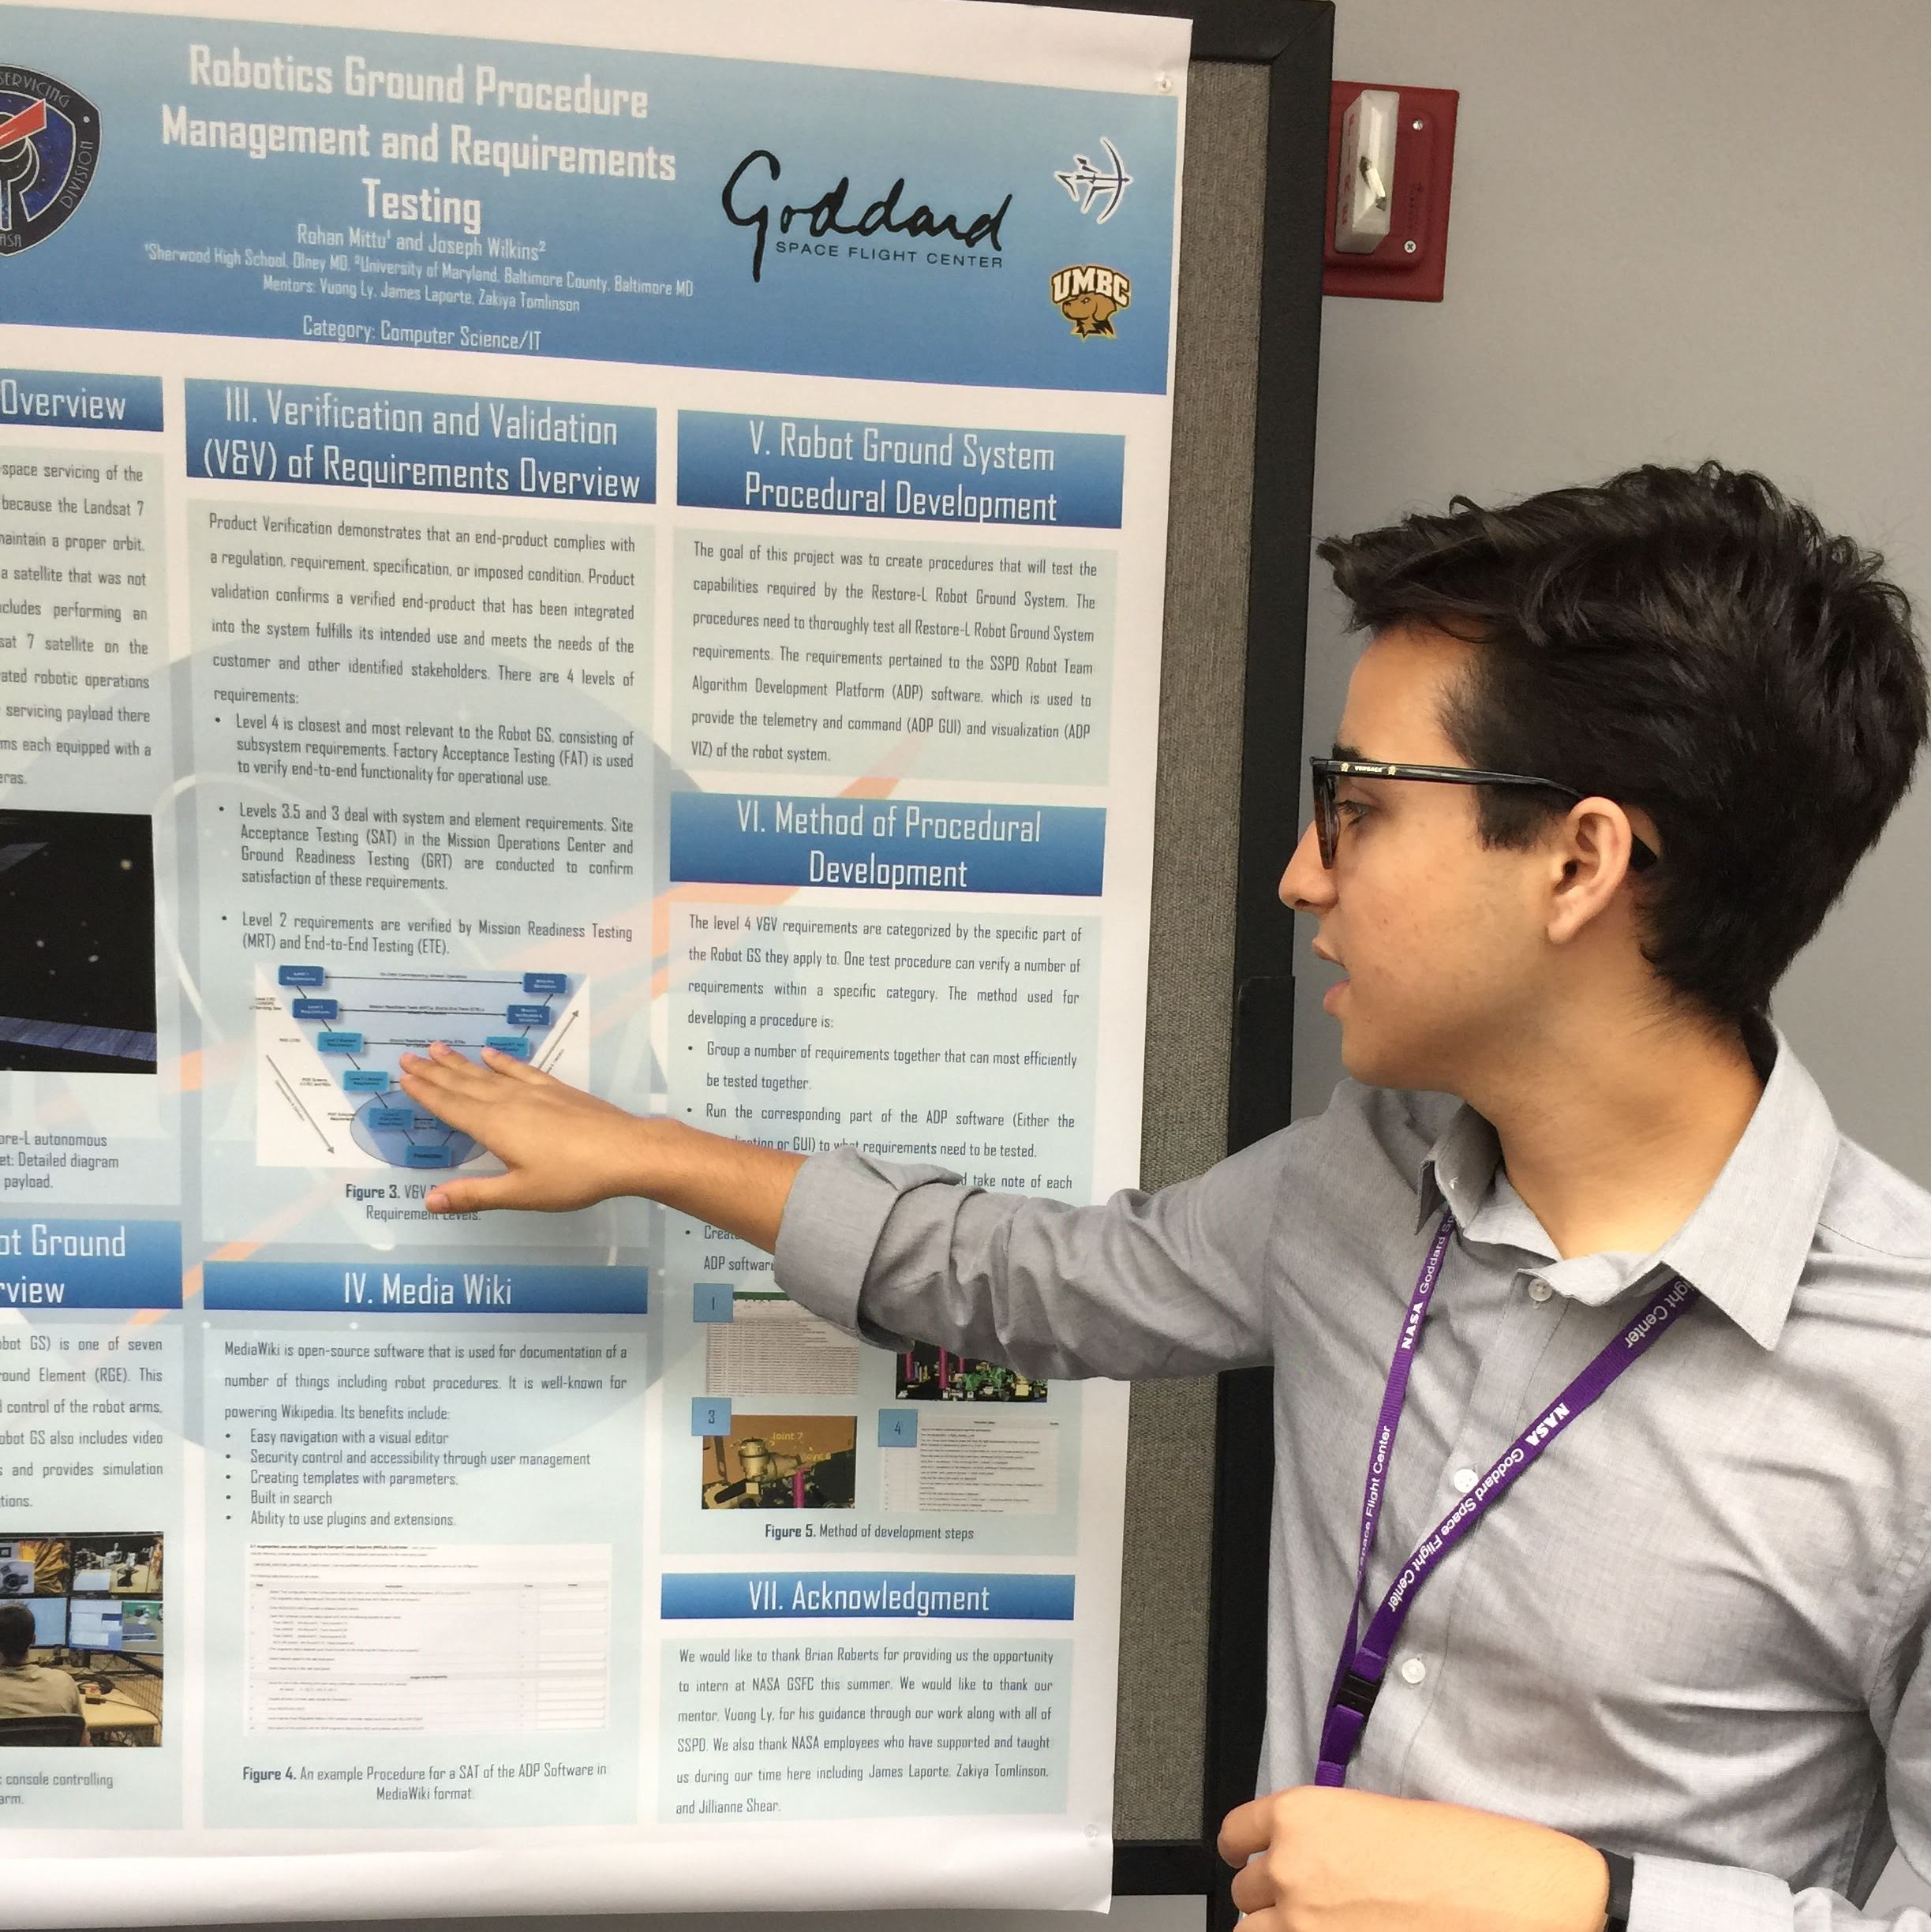 SERVICING
DIVISION
Robotics Ground Procedure
Management and Requirements
Testing
Rohan Mittu¹ and Joseph Wilkins²
¹Sherwood High School, Olney MD, ²University of Maryland, Baltimore County, Baltimore MD
Mentors: Vuong Ly, James Laporte, Zakiya Tomlinson
Category: Computer Science/IT
Goddard
SPACE FLIGHT CENTER
UMBC
Overview
space servicing of the
because the Landsat 7
maintain a proper orbit.
a satellite that was not
performing an
7 satellite on the
robotic operations
servicing payload there
each equipped with a
autonomous
Detailed diagram
payload.
Ground
GS) is one of seven
Element (RGE). This
control of the robot arms.
GS also includes video
and provides simulation
console controlling
arm.
III. Verification and Validation
(V&V) of Requirements Overview
Product Verification demonstrates that an end-product complies with
a regulation, requirement, specification, or imposed condition. Product
validation confirms a verified end-product that has been integrated
into the system fulfills its intended use and meets the needs of the
customer and other identified stakeholders. There are 4 levels of
requirements:
• Level 4 is closest and most relevant to the Robot GS, consisting of
subsystem requirements. Factory Acceptance Testing (FAT) is used
to verify end-to-end functionality for operational use.
• Levels 3.5 and 3 deal with system and element requirements. Site
Acceptance Testing (SAT) in the Mission Operations Center and
Ground Readiness Testing (GRT) are conducted to confirm
satisfaction of these requirements.
• Level 2 requirements are verified by Mission Readiness Testing
(MRT) and End-to-End Testing (ETE).
Figure 3. V&V
Requirement Levels.
IV. Media Wiki
MediaWiki is open-source software that is used for documentation of a
number of things including robot procedures. It is well-known for
powering Wikipedia. Its benefits include:
• Easy navigation with a visual editor
• Security control and accessibility through user management
• Creating templates with parameters.
• Built in search
• Ability to use plugins and extensions.
Figure 4. An example Procedure for a SAT of the ADP Software in
MediaWiki format.
V. Robot Ground System
Procedural Development
The goal of this project was to create procedures that will test the
capabilities required by the Restore-L Robot Ground System. The
procedures need to thoroughly test all Restore-L Robot Ground System
requirements. The requirements pertained to the SSPD Robot Team
Algorithm Development Platform (ADP) software, which is used to
provide the telemetry and command (ADP GUI) and visualization (ADP
VIZ) of the robot system.
VI. Method of Procedural
Development
The level 4 V&V requirements are categorized by the specific part of
the Robot GS they apply to. One test procedure can verify a number of
requirements within a specific category. The method used for
developing a procedure is:
• Group a number of requirements together that can most efficiently
be tested together.
• Run the corresponding part of the ADP software (Either the
or GUI) to requirements need to be tested.
take note of each
ADP software
1
3
Joint 7
4
Figure 5. Method of development steps
VII. Acknowledgment
We would like to thank Brian Roberts for providing us the opportunity
to intern at NASA GSFC this summer. We would like to thank our
mentor, Vuong Ly, for his guidance through our work along with all of
SSPD. We also thank NASA employees who have supported and taught
us during our time here including James Laporte, Zakiya Tomlinson,
and Jillianne Shear.
VERSACE
NASA Goddard
Space Flight Center
Flight Center
NASA Goddard Space Flight Center